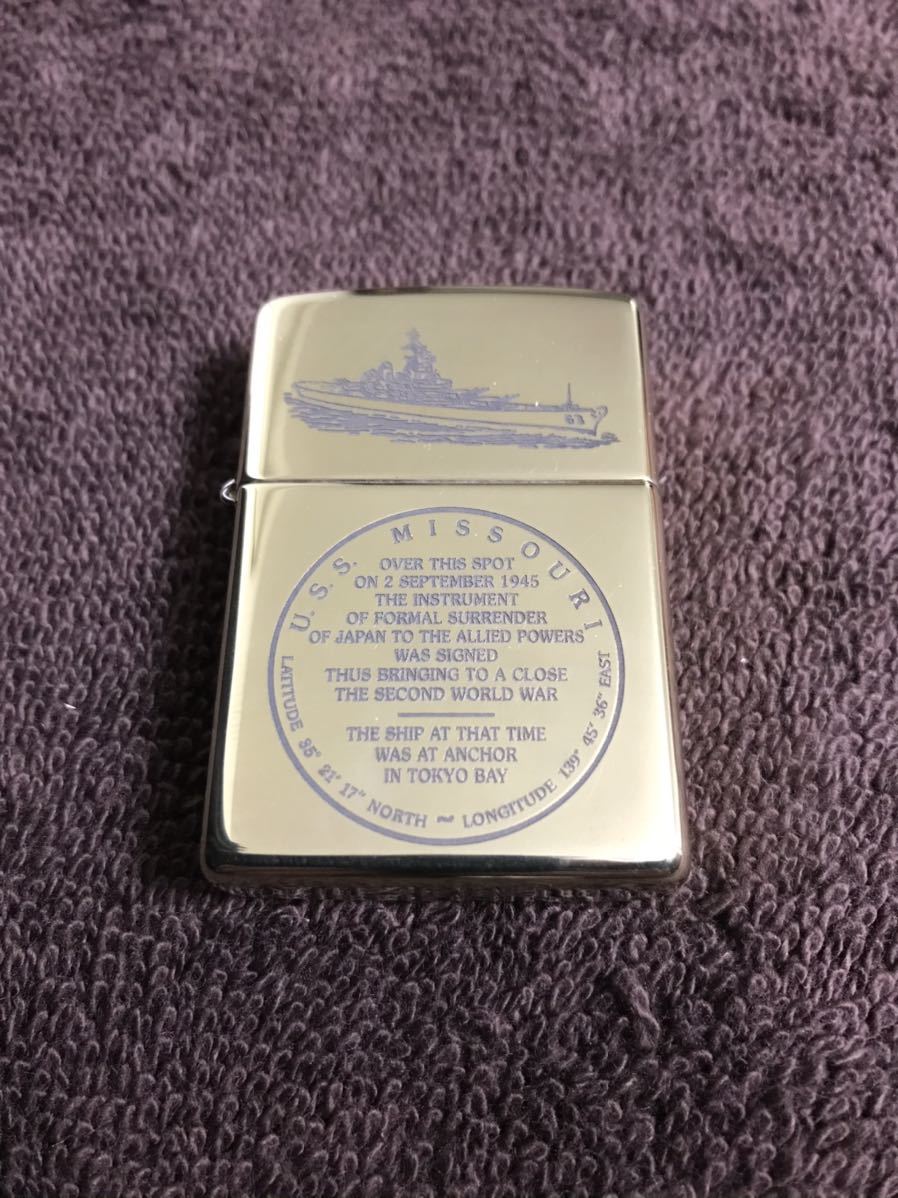 63
U.S.S. MISSOURI
OVER THIS SPOT
ON 2 SEPTEMBER 1945
THE INSTRUMENT
OF FORMAL SURRENDER
OF JAPAN TO THE ALLIED POWERS
WAS SIGNED
THUS BRINGING TO A CLOSE
THE SECOND WORLD WAR
THE SHIP AT THAT TIME
WAS AT ANCHOR
IN TOKYO BAY
LATITUDE 35° 21' 17" NORTH ~ LONGITUDE 139° 45' 36" EAST